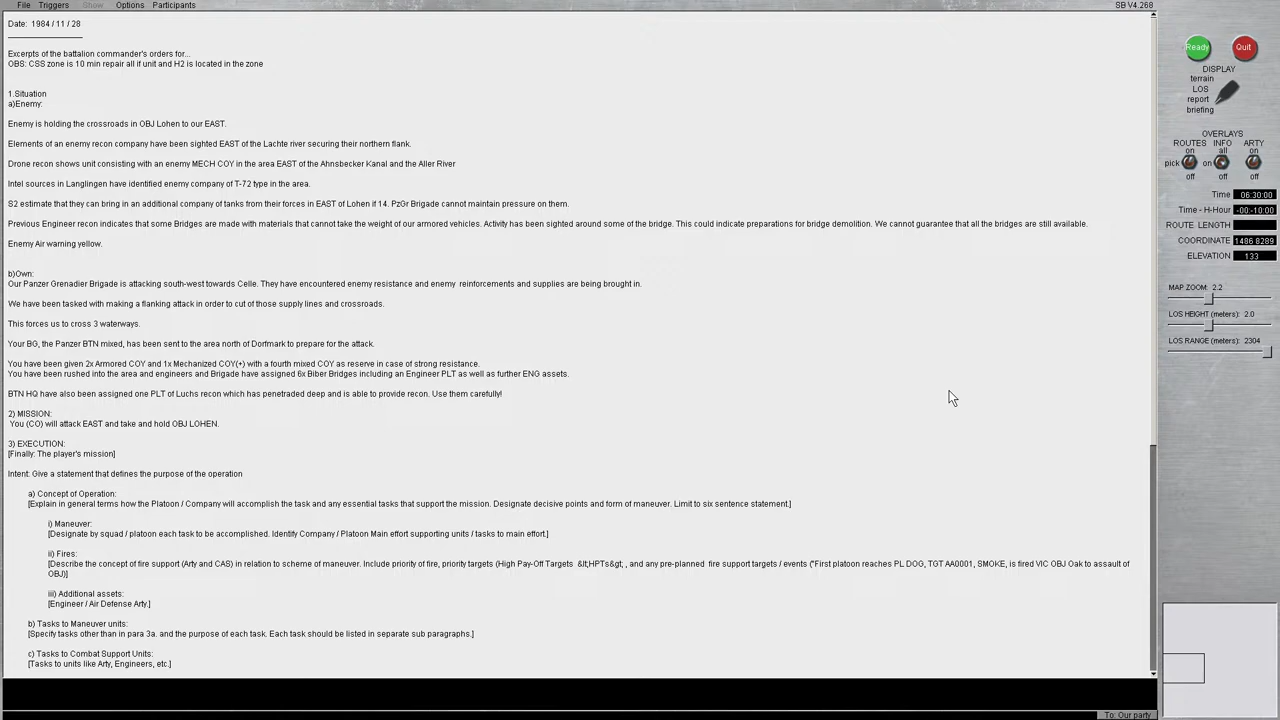 File Triggers Show Options Participants SB V4.268
Date: 1984 / 11 / 28
Excerpts of the battalion commander's orders for...
OBS: CSS zone is 10 min repair all if unit and H2 is located in the zone
1.Situation
a)Enemy:
Enemy is holding the crossroads in OBJ Lohen to our EAST.
Elements of an enemy recon company have been sighted EAST of the Lachte river securing their northern flank.
Drone recon shows unit consisting with an enemy MECH COY in the area EAST of the Ahnsbecker Kanal and the Aller River
Intel sources in Langlingen have identified enemy company of T-72 type in the area.
S2 estimate that they can bring in an additional company of tanks from their forces in EAST of Lohen if 14. PzGr Brigade cannot maintain pressure on them.
Previous Engineer recon indicates that some Bridges are made with materials that cannot take the weight of our armored vehicles. Activity has been sighted around some of the bridge. This could indicate preparations for bridge demolition. We cannot guarantee that all the bridges are still available.
Enemy Air warning yellow.
b)Own:
Our Panzer Grenadier Brigade is attacking south-west towards Celle. They have encountered enemy resistance and enemy reinforcements and supplies are being brought in.
We have been tasked with making a flanking attack in order to cut of those supply lines and crossroads.
This forces us to cross 3 waterways.
Your BG, the Panzer BTN mixed, has been sent to the area north of Dorfmark to prepare for the attack.
You have been given 2x Armored COY and 1x Mechanized COY(+) with a fourth mixed COY as reserve in case of strong resistance.
You have been rushed into the area and engineers and Brigade have assigned 6x Biber Bridges including an Engineer PLT as well as further ENG assets.
BTN HQ have also been assigned one PLT of Luchs recon which has penetraded deep and is able to provide recon. Use them carefully!
2) MISSION:
You (CO) will attack EAST and take and hold OBJ LOHEN.
3) EXECUTION:
[Finally: The player's mission]
Intent: Give a statement that defines the purpose of the operation
a) Concept of Operation:
[Explain in general terms how the Platoon / Company will accomplish the task and any essential tasks that support the mission. Designate decisive points and form of maneuver. Limit to six sentence statement.]
i) Maneuver:
[Designate by squad / platoon each task to be accomplished. Identify Company / Platoon Main effort supporting units / tasks to main effort.]
ii) Fires:
[Describe the concept of fire support (Arty and CAS) in relation to scheme of maneuver. Include priority of fire, priority targets (High Pay-Off Targets &lt;HPTs&gt; , and any pre-planned fire support targets / events ("First platoon reaches PL DOG, TGT AA0001, SMOKE, is fired VIC OBJ Oak to assault of
OBJ)]
iii) Additional assets:
[Engineer / Air Defense Arty.]
b) Tasks to Maneuver units:
[Specify tasks other than in para 3a. and the purpose of each task. Each task should be listed in separate sub paragraphs.]
c) Tasks to Combat Support Units:
[Tasks to units like Arty, Engineers, etc.]
Ready Quit
DISPLAY
terrain
LOS
report
briefing
OVERLAYS
ROUTES INFO ARTY
on all on
pick on
off off off
Time 06:30:00
Time - H-Hour -00:-10:00
ROUTE LENGTH
COORDINATE 1486 8289
ELEVATION 133
MAP ZOOM: 2.2
LOS HEIGHT (meters): 2.0
LOS RANGE (meters): 2304
To: Our party